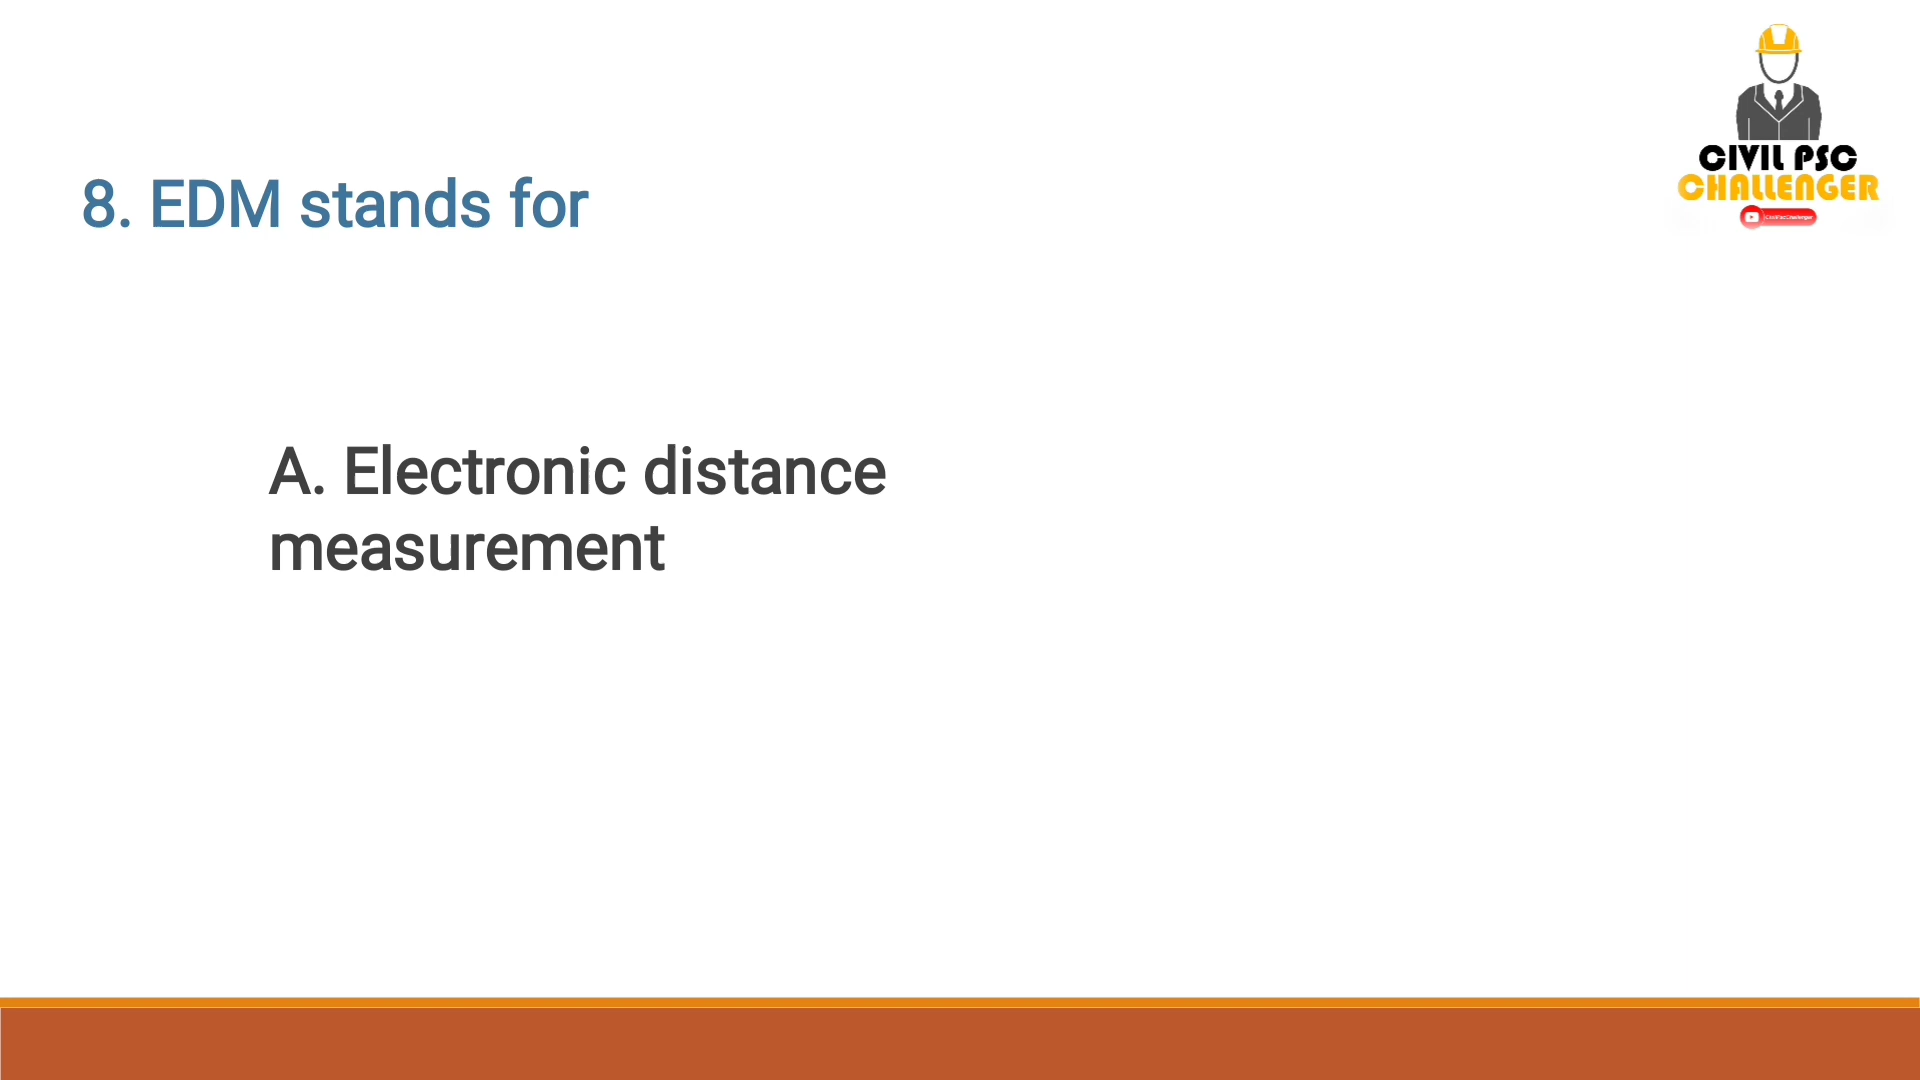 CIVIL PSC
CHALLENGER
8. EDM stands for
A. Electronic distance
measurement